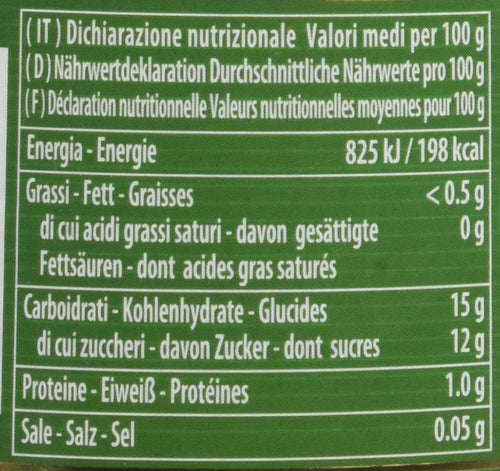 (IT) Dichiarazione nutrizionale Valori medi per 100 g
(D) Nährwertdeklaration Durchschnittliche Nährwerte pro 100 g
(F) Déclaration nutritionnelle Valeurs nutritionnelles moyennes pour 100 g
Energia - Energie 825 kJ / 198 kcal
Grassi - Fett - Graisses < 0.5 g
di cui acidi grassi saturi - davon gesättigte 0 g
Fettsäuren - dont acides gras saturés
Carboidrati - Kohlenhydrate - Glucides 15 g
di cui zuccheri - davon Zucker - dont sucres 12 g
Proteine - Eiweiß - Protéines 1.0 g
Sale - Salz - Sel 0.05 g